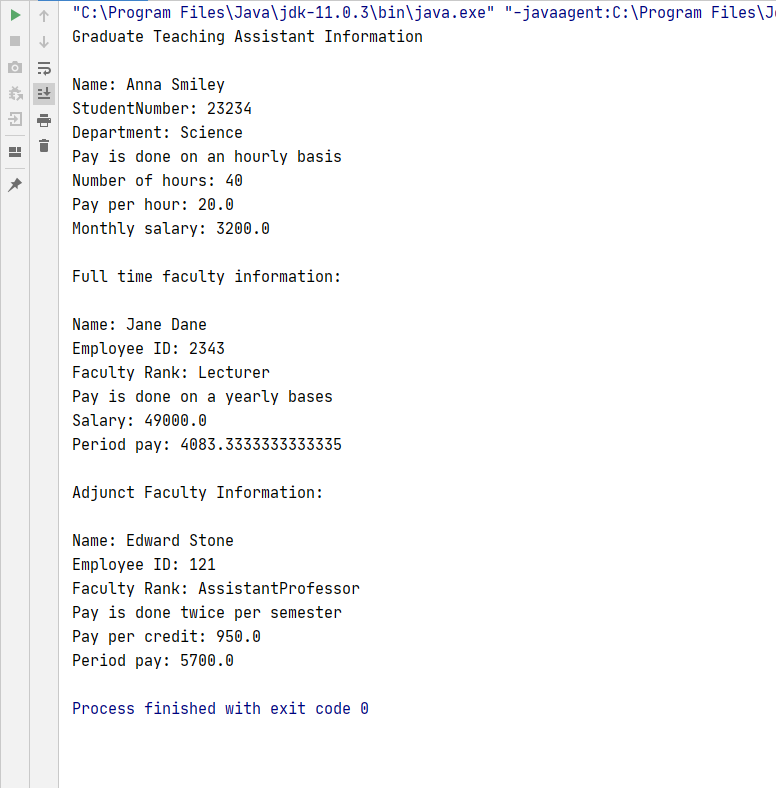 "C:\Program Files\Java\jdk-11.0.3\bin\java.exe" "-javaagent:C:\Program Files\J
Graduate Teaching Assistant Information
Name: Anna Smiley
StudentNumber: 23234
Department: Science
Pay is done on an hourly basis
Number of hours: 40
Pay per hour: 20.0
Monthly salary: 3200.0
Full time faculty information:
Name: Jane Dane
Employee ID: 2343
Faculty Rank: Lecturer
Pay is done on a yearly bases
Salary: 49000.0
Period pay: 4083.3333333333335
Adjunct Faculty Information:
Name: Edward Stone
Employee ID: 121
Faculty Rank: AssistantProfessor
Pay is done twice per semester
Pay per credit: 950.0
Period pay: 5700.0
Process finished with exit code 0